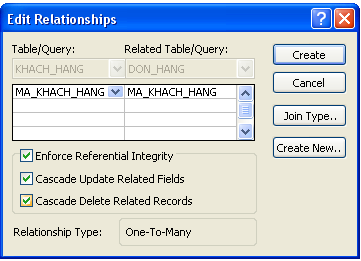 Edit Relationships
Table/Query: Related Table/Query:
KHACH_HANG DON_HANG
MA_KHACH_HANG MA_KHACH_HANG
Enforce Referential Integrity
Cascade Update Related Fields
Cascade Delete Related Records
Relationship Type: One-To-Many
Create
Cancel
Join Type..
Create New..